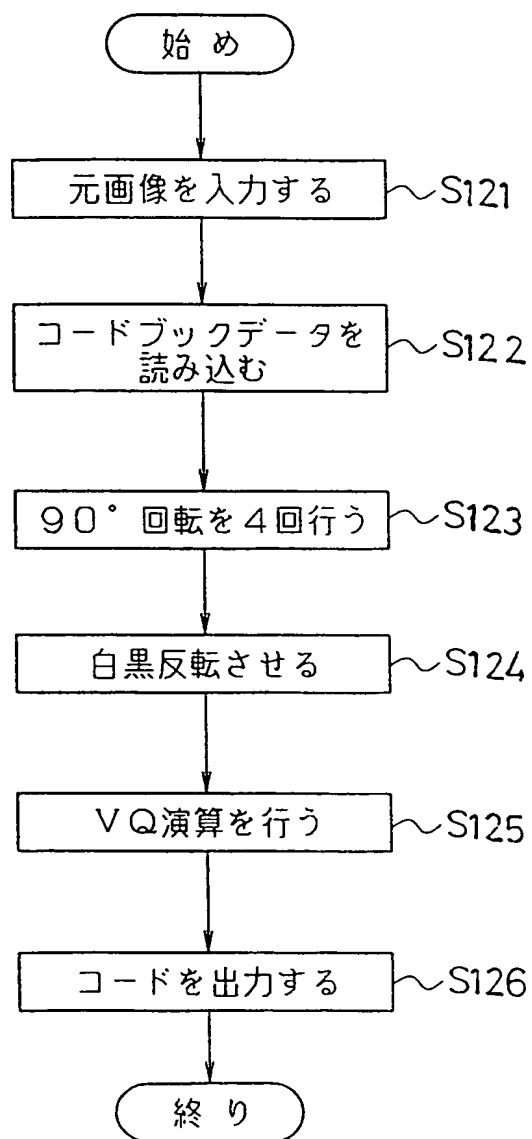 始め
元画像を入力する S121
コードブックデータを
読み込む S122
90°回転を4回行う S123
白黒反転させる S124
VQ演算を行う S125
コードを出力する S126
終り